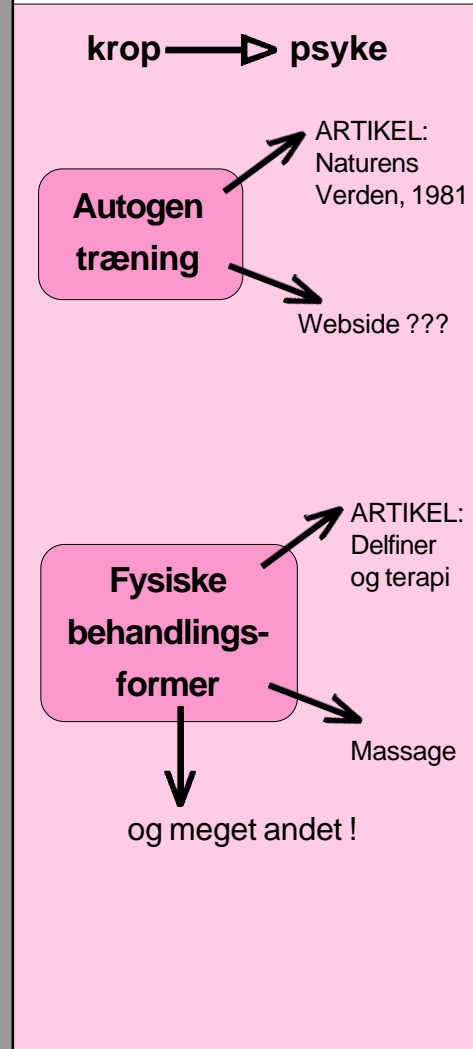 krop psyke
ARTIKEL:
Naturens
Verden, 1981
Autogen
træning
Webside ???
ARTIKEL:
Delfiner
og terapi
Fysiske
behandlings-
former
Massage
og meget andet !